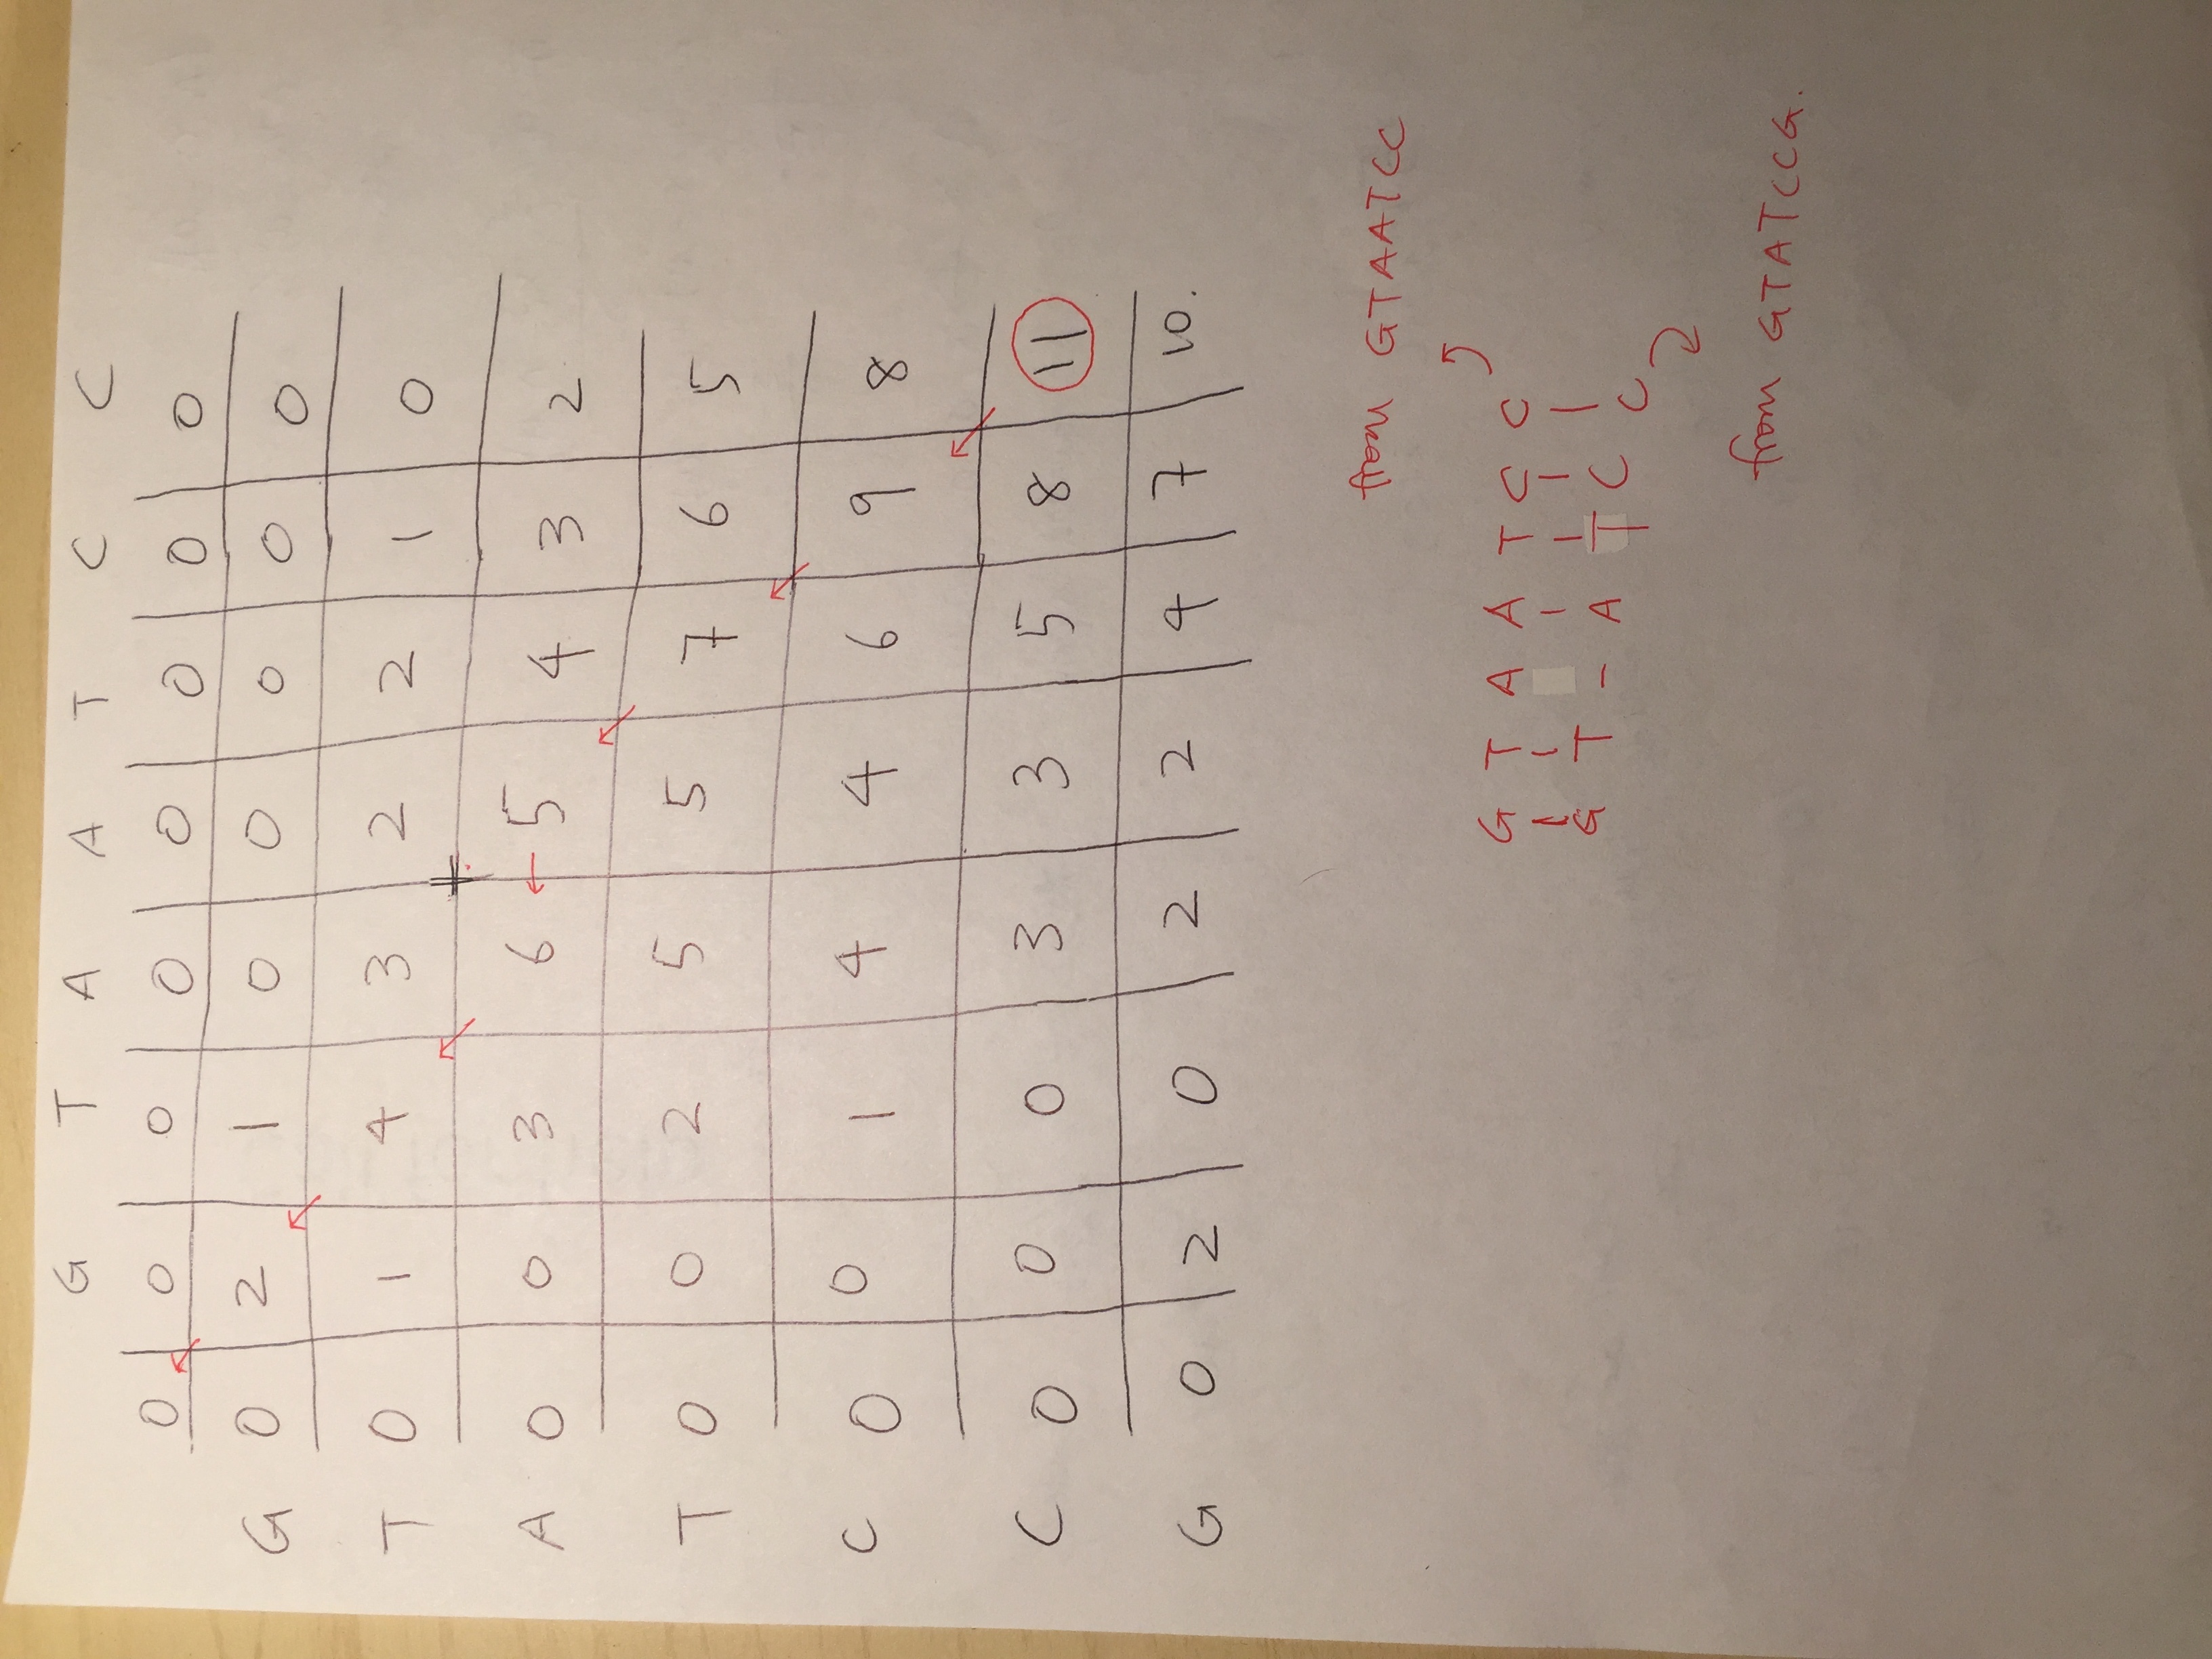 G T A A T C C
0 0 0 0 0 0 0 0
G 0 2 1 0 0 0 0 0
T 0 1 4 3 2 2 1 0
A 0 0 3 6 5 4 3 2
T 0 0 2 5 5 7 6 5
C 0 0 1 4 4 6 9 8
C 0 0 0 3 3 5 8 11
G 0 2 0 2 2 4 7 10.
from GTAATCC
G T A A T C C
| | | | | |
G T - A T C C
from GTATCCG.